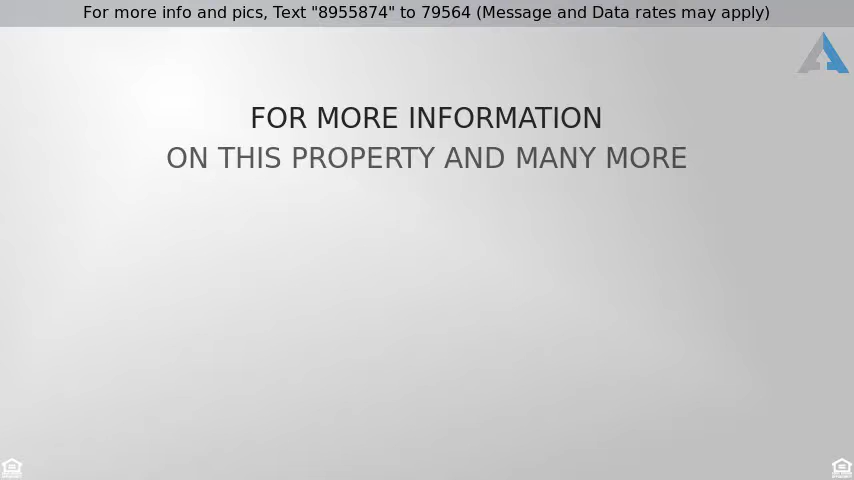 For more info and pics, Text "8955874" to 79564 (Message and Data rates may apply)
FOR MORE INFORMATION
ON THIS PROPERTY AND MANY MORE